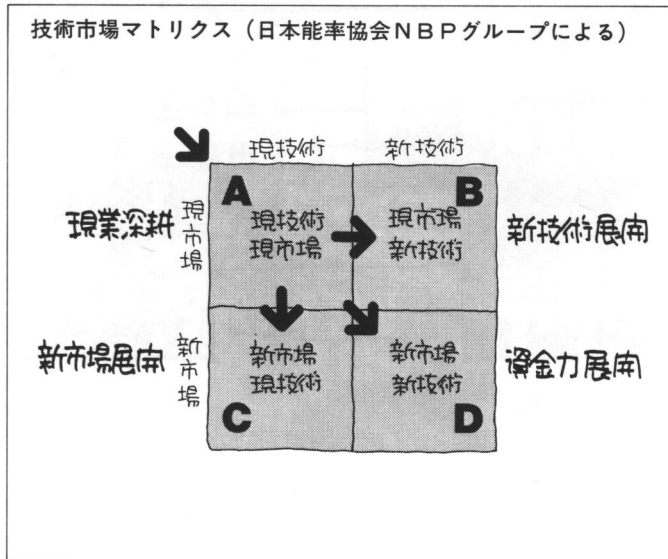 技術市場マトリクス（日本能率協会ＮＢＰグループによる）
現技術
新技術
現業深耕
現市場
A
現技術
現市場
B
現市場
新技術
新技術展開
新市場展開
新市場
新市場
現技術
C
新市場
新技術
D
資金力展開